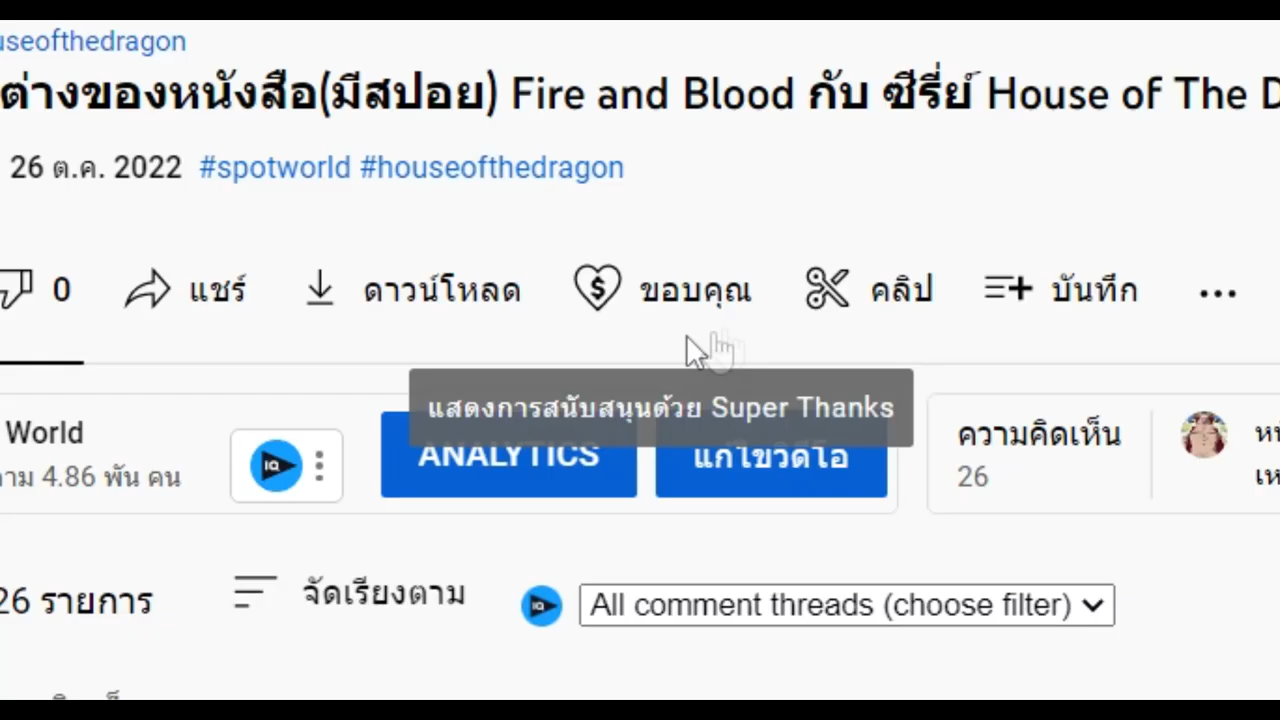 useofthedragon
ต่างของหนังสือ(มีสปอย) Fire and Blood กับ ซีรี่ย์ House of The D
26 ต.ค. 2022 #spotworld #houseofthedragon
0 แชร์ ดาวน์โหลด ขอบคุณ คลิป บันทึก ...
แสดงการสนับสนุนด้วย Super Thanks
World
4.86 พัน คน
IQ
ANALYTICS แก้ไขวิดีโอ
ความคิดเห็น
26
26 รายการ จัดเรียงตาม IQ All comment threads (choose filter)